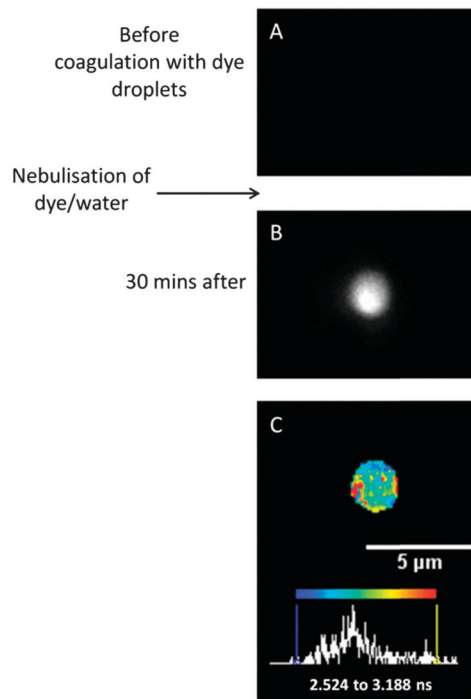 Before
coagulation with dye
droplets
A
Nebulisation of
dye/water
B
30 mins after
C
5 µm
2.524 to 3.188 ns